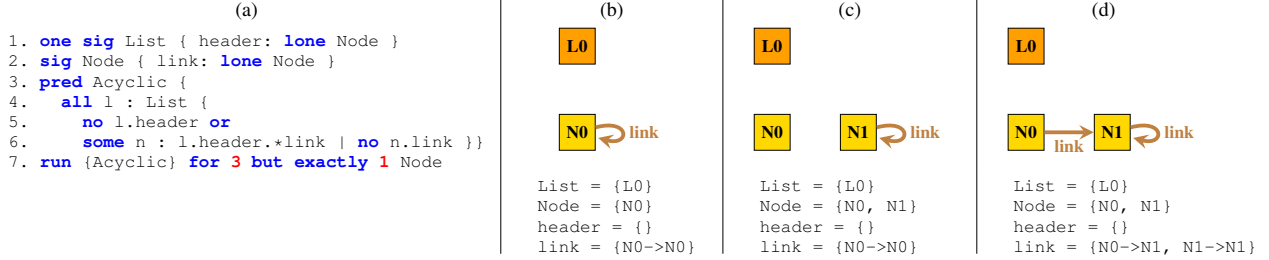 (a)
1. one sig List { header: lone Node }
2. sig Node { link: lone Node }
3. pred Acyclic {
4.   all l : List {
5.     no l.header or
6.     some n : l.header.*link | no n.link }}
7. run {Acyclic} for 3 but exactly 1 Node
(b)
L0
N0 link
List = {L0}
Node = {N0}
header = {}
link = {N0->N0}
(c)
L0
N0 N1 link
List = {L0}
Node = {N0, N1}
header = {}
link = {N0->N0}
(d)
L0
N0 link N1 link
List = {L0}
Node = {N0, N1}
header = {}
link = {N0->N1, N1->N1}